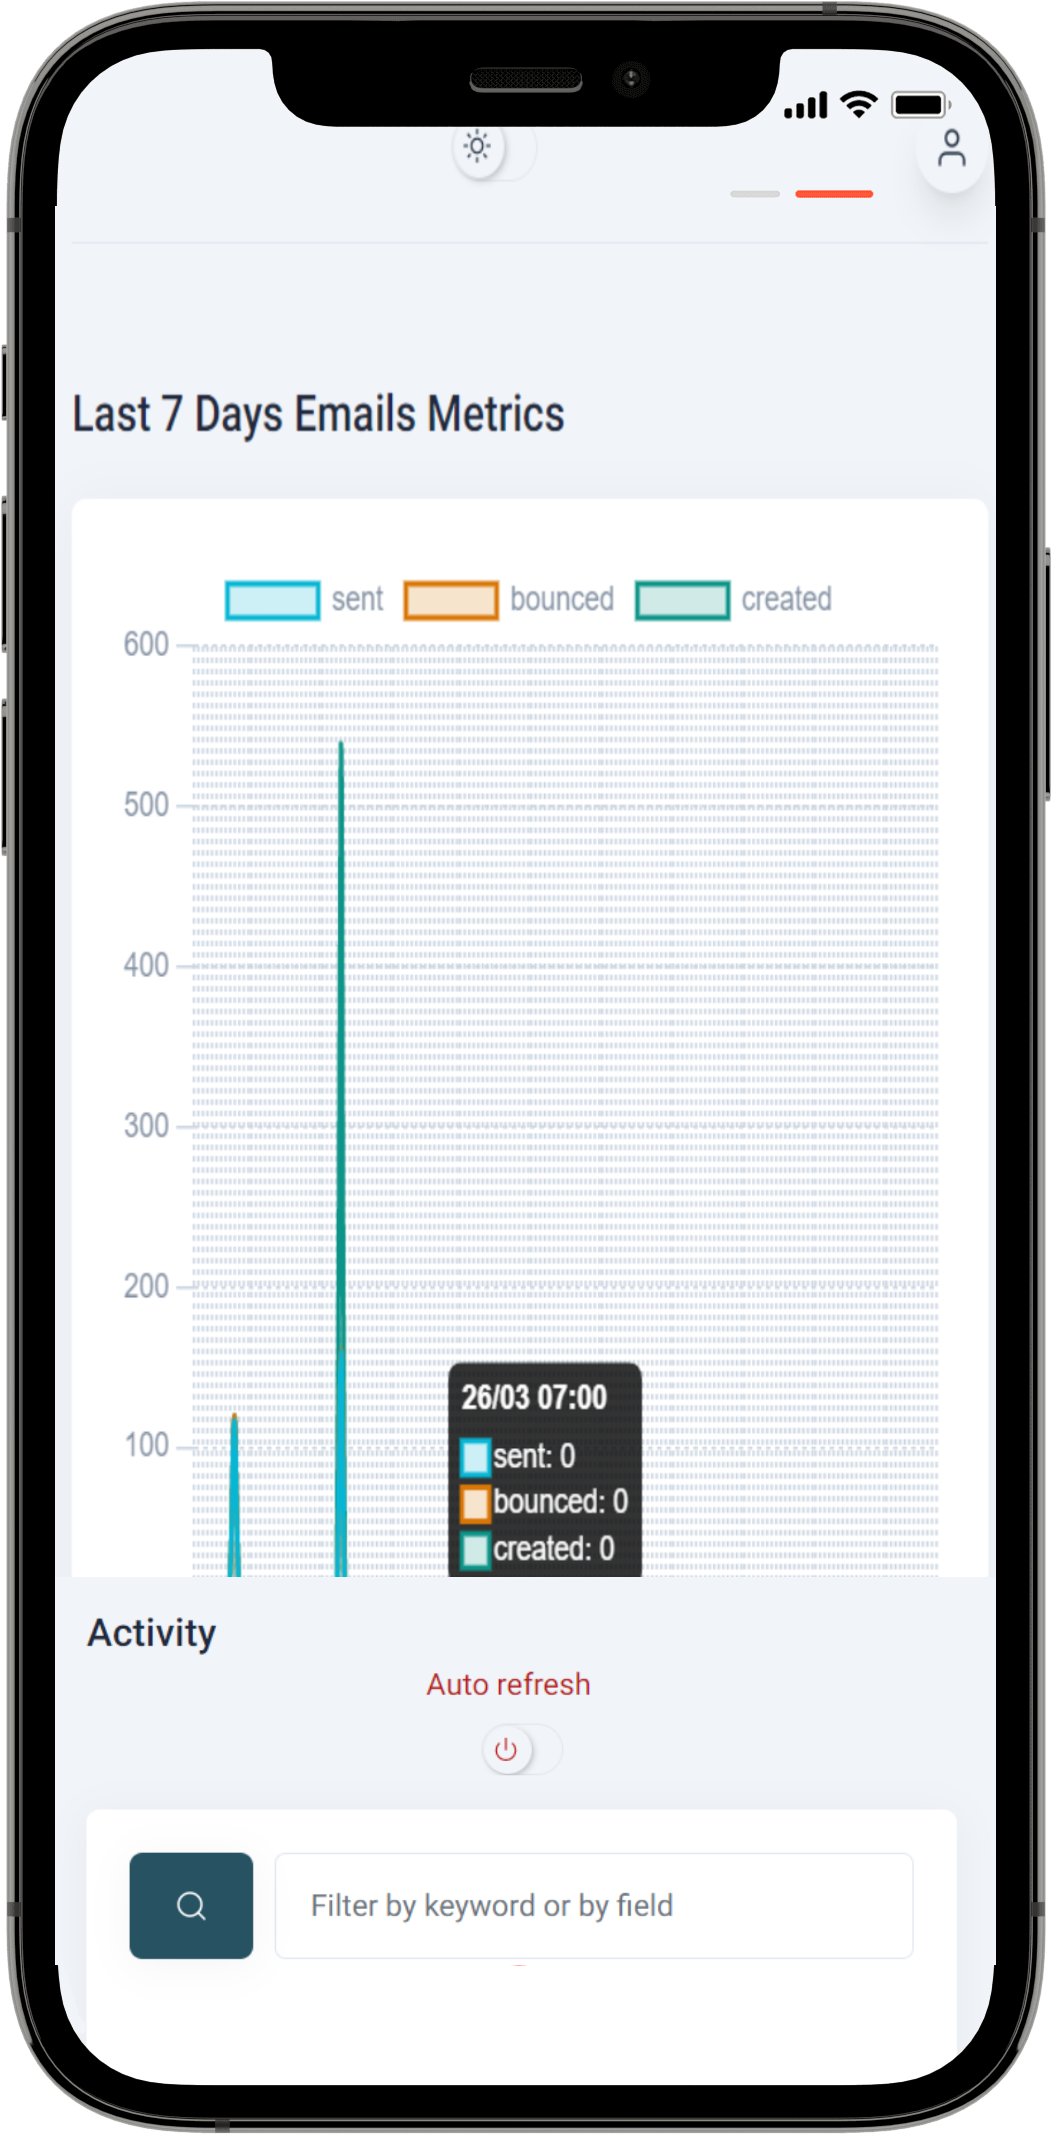 Last 7 Days Emails Metrics
sent bounced created
600
500
400
300
200
100
26/03 07:00
sent: 0
bounced: 0
created: 0
Activity
Auto refresh
Filter by keyword or by field